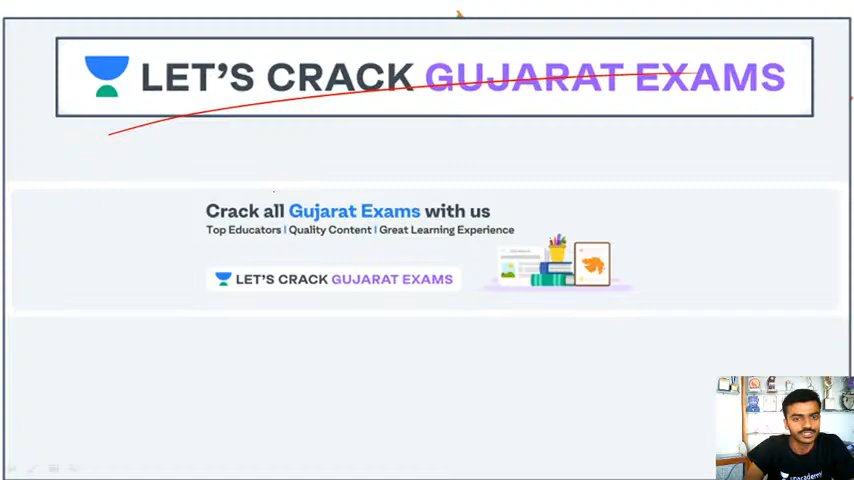 LET'S CRACK GUJARAT EXAMS
Crack all Gujarat Exams with us
Top Educators | Quality Content | Great Learning Experience
LET'S CRACK GUJARAT EXAMS
unacademy